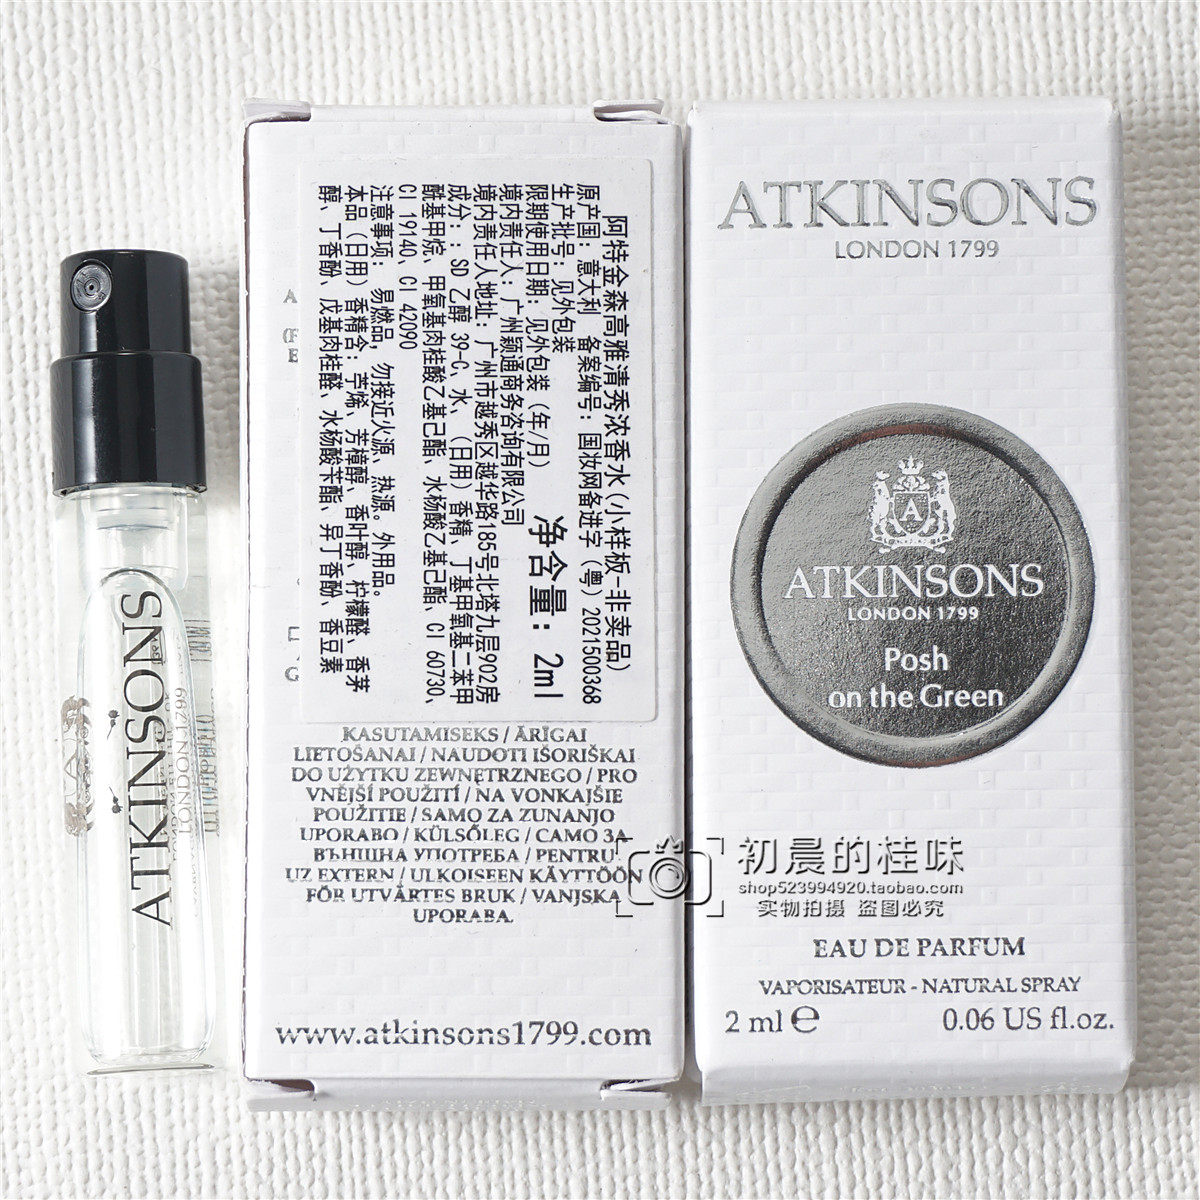 ATKINSONS
LONDON 1799
阿特金森高雅清秀浓香水(小样板-非卖品)
原产国：意大利 备案编号：国妆网备进字（粤）2021500368
生产批号：见外包装
限期使用日期：见外包装（年/月）
净含量：2ml
境内责任人：广州颖通商务咨询有限公司
境内责任人地址：广州市越秀区越华路185号北塔九层902房
成分：：SD 乙醇 39-C、水、（日用）香精、丁基甲氧基二苯甲
酰基甲烷、甲氧基肉桂酸乙基己酯、水杨酸乙基己酯、CI 60730、
CI 19140、CI 42090
注意事项：易燃品，勿接近火源、热源。外用品。
本品（日用）香精含：苧烯、芳樟醇、香叶醇、柠檬醛、香茅
醇、丁香酚、戊基肉桂醛、水杨酸苄酯、异丁香酚、香豆素
KASUTAMISEKS / ĀRĪGAI
LIETOŠANAI / NAUDOTI IŠORIŠKAI
DO UŻYTKU ZEWNĘTRZNEGO / PRO
VNĚJŠÍ POUŽITÍ / NA VONKAJŠIE
POUŽITIE / SAMO ZA ZUNANJO
UPORABO / KÜLSŐLEG / САМО ЗА
ВЪНШНА УПОТРЕБА / PENTRU
UZ EXTERN / ULKOISEEN KÄYTTÖÖN
FÖR UTVÄRTES BRUK / VANJSKA
UPORABA.
www.atkinsons1799.com
ATKINSONS
LONDON 1799
A
ATKINSONS
LONDON 1799
Posh
on the Green
初晨的桂味
shop523994920.taobao.com
实物拍摄 盗图必究
EAU DE PARFUM
VAPORISATEUR - NATURAL SPRAY
2 ml ℮ 0.06 US fl.oz.